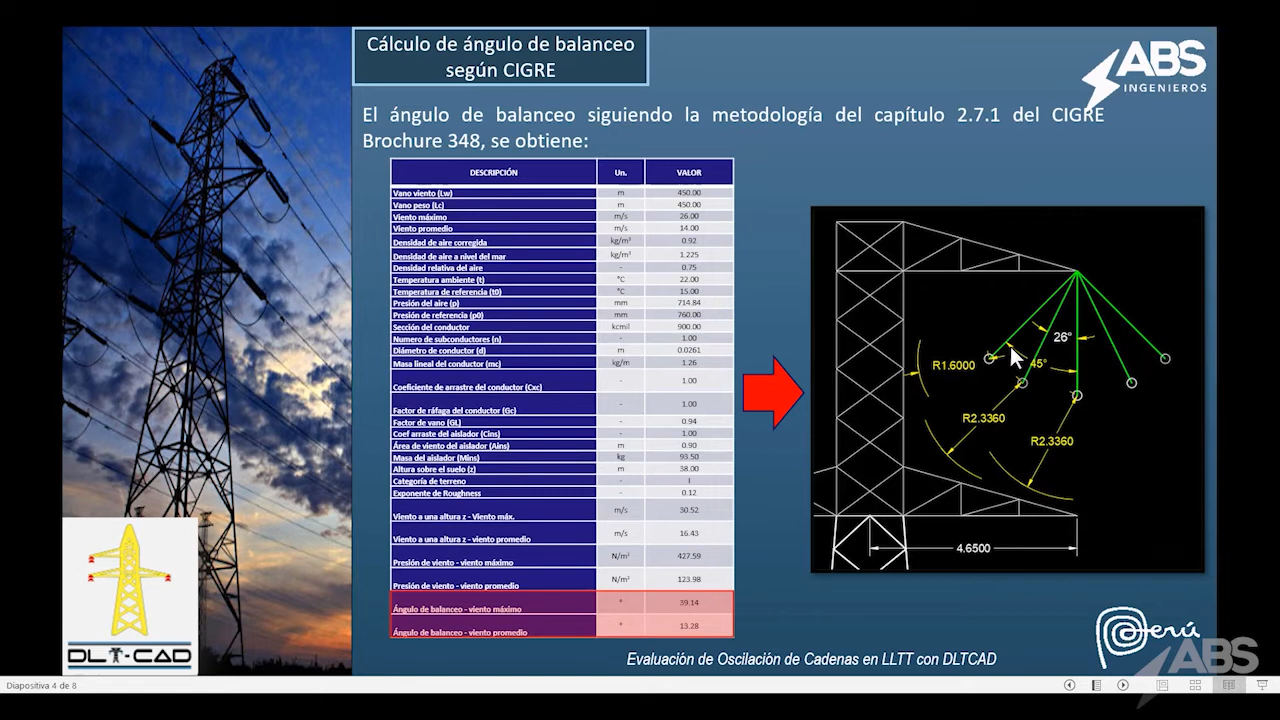 Cálculo de ángulo de balanceo
según CIGRE
ABS
INGENIEROS
El ángulo de balanceo siguiendo la metodología del capítulo 2.7.1 del CIGRE
Brochure 348, se obtiene:
DESCRIPCIÓN Un. VALOR
Vano viento (Lw) m 450.00
Vano peso (Lc) m 450.00
Viento máximo m/s 26.00
Viento promedio m/s 14.00
Densidad de aire corregida kg/m³ 0.92
Densidad de aire a nivel del mar kg/m³ 1.225
Densidad relativa del aire - 0.75
Temperatura ambiente (t) °C 22.00
Temperatura de referencia (t0) °C 15.00
Presión del aire (p) mm 714.84
Presión de referencia (p0) mm 760.00
Sección del conductor kcmil 900.00
Numero de subconductores (n) - 1.00
Diámetro de conductor (d) m 0.0261
Masa lineal del conductor (mc) kg/m 1.26
Coeficiente de arrastre del conductor (Cxc) - 1.00
Factor de ráfaga del conductor (Gc) - 1.00
Factor de vano (GL) - 0.94
Coef arraste del aislador (Cins) - 1.00
Área de viento del aislador (Ains) m 0.90
Masa del aislador (Mins) kg 93.50
Altura sobre el suelo (z) m 38.00
Categoría de terreno - I
Exponente de Roughness - 0.12
Viento a una altura z - Viento máx. m/s 30.52
Viento a una altura z - viento promedio m/s 16.43
Presión de viento - viento máximo N/m² 427.59
Presión de viento - viento promedio N/m² 123.98
Ángulo de balanceo - viento máximo ° 39.14
Ángulo de balanceo - viento promedio ° 13.28
26°
R1.6000
45°
R2.3360
R2.3360
4.6500
DLT-CAD
Perú
ABS
Evaluación de Oscilación de Cadenas en LLTT con DLTCAD
Diapositiva 4 de 8